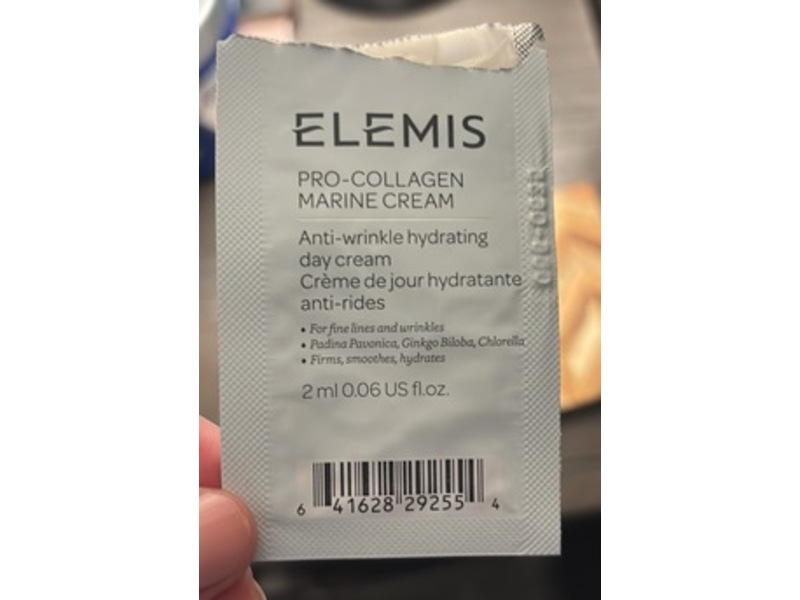 ELEMIS
PRO-COLLAGEN
MARINE CREAM
Anti-wrinkle hydrating
day cream
Crème de jour hydratante
anti-rides
• For fine lines and wrinkles
• Padina Pavonica, Ginkgo Biloba, Chlorella
• Firms, smoothes, hydrates
2 ml 0.06 US fl.oz.
6 41628 29255 4